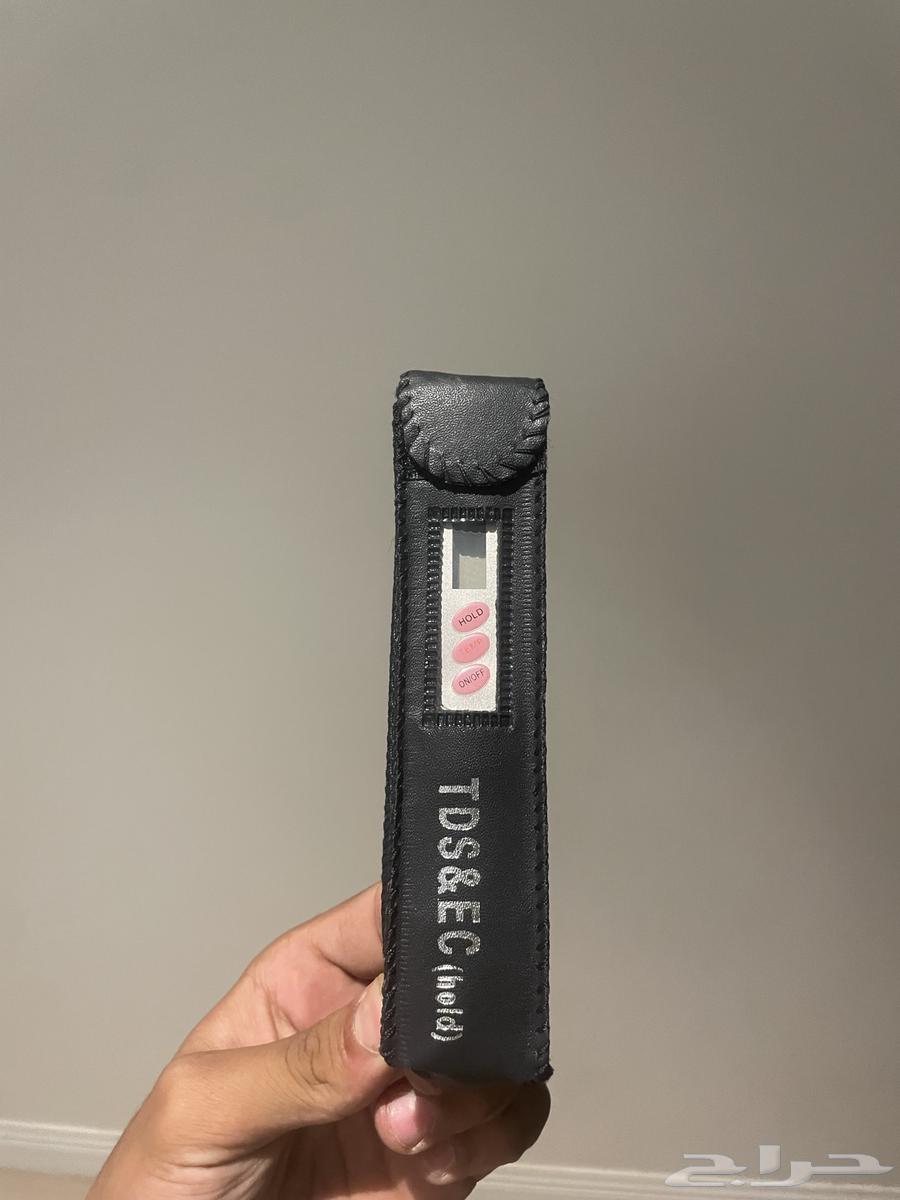 HOLD
TEMP
ON/OFF
TDS&EC (hold)
حراج